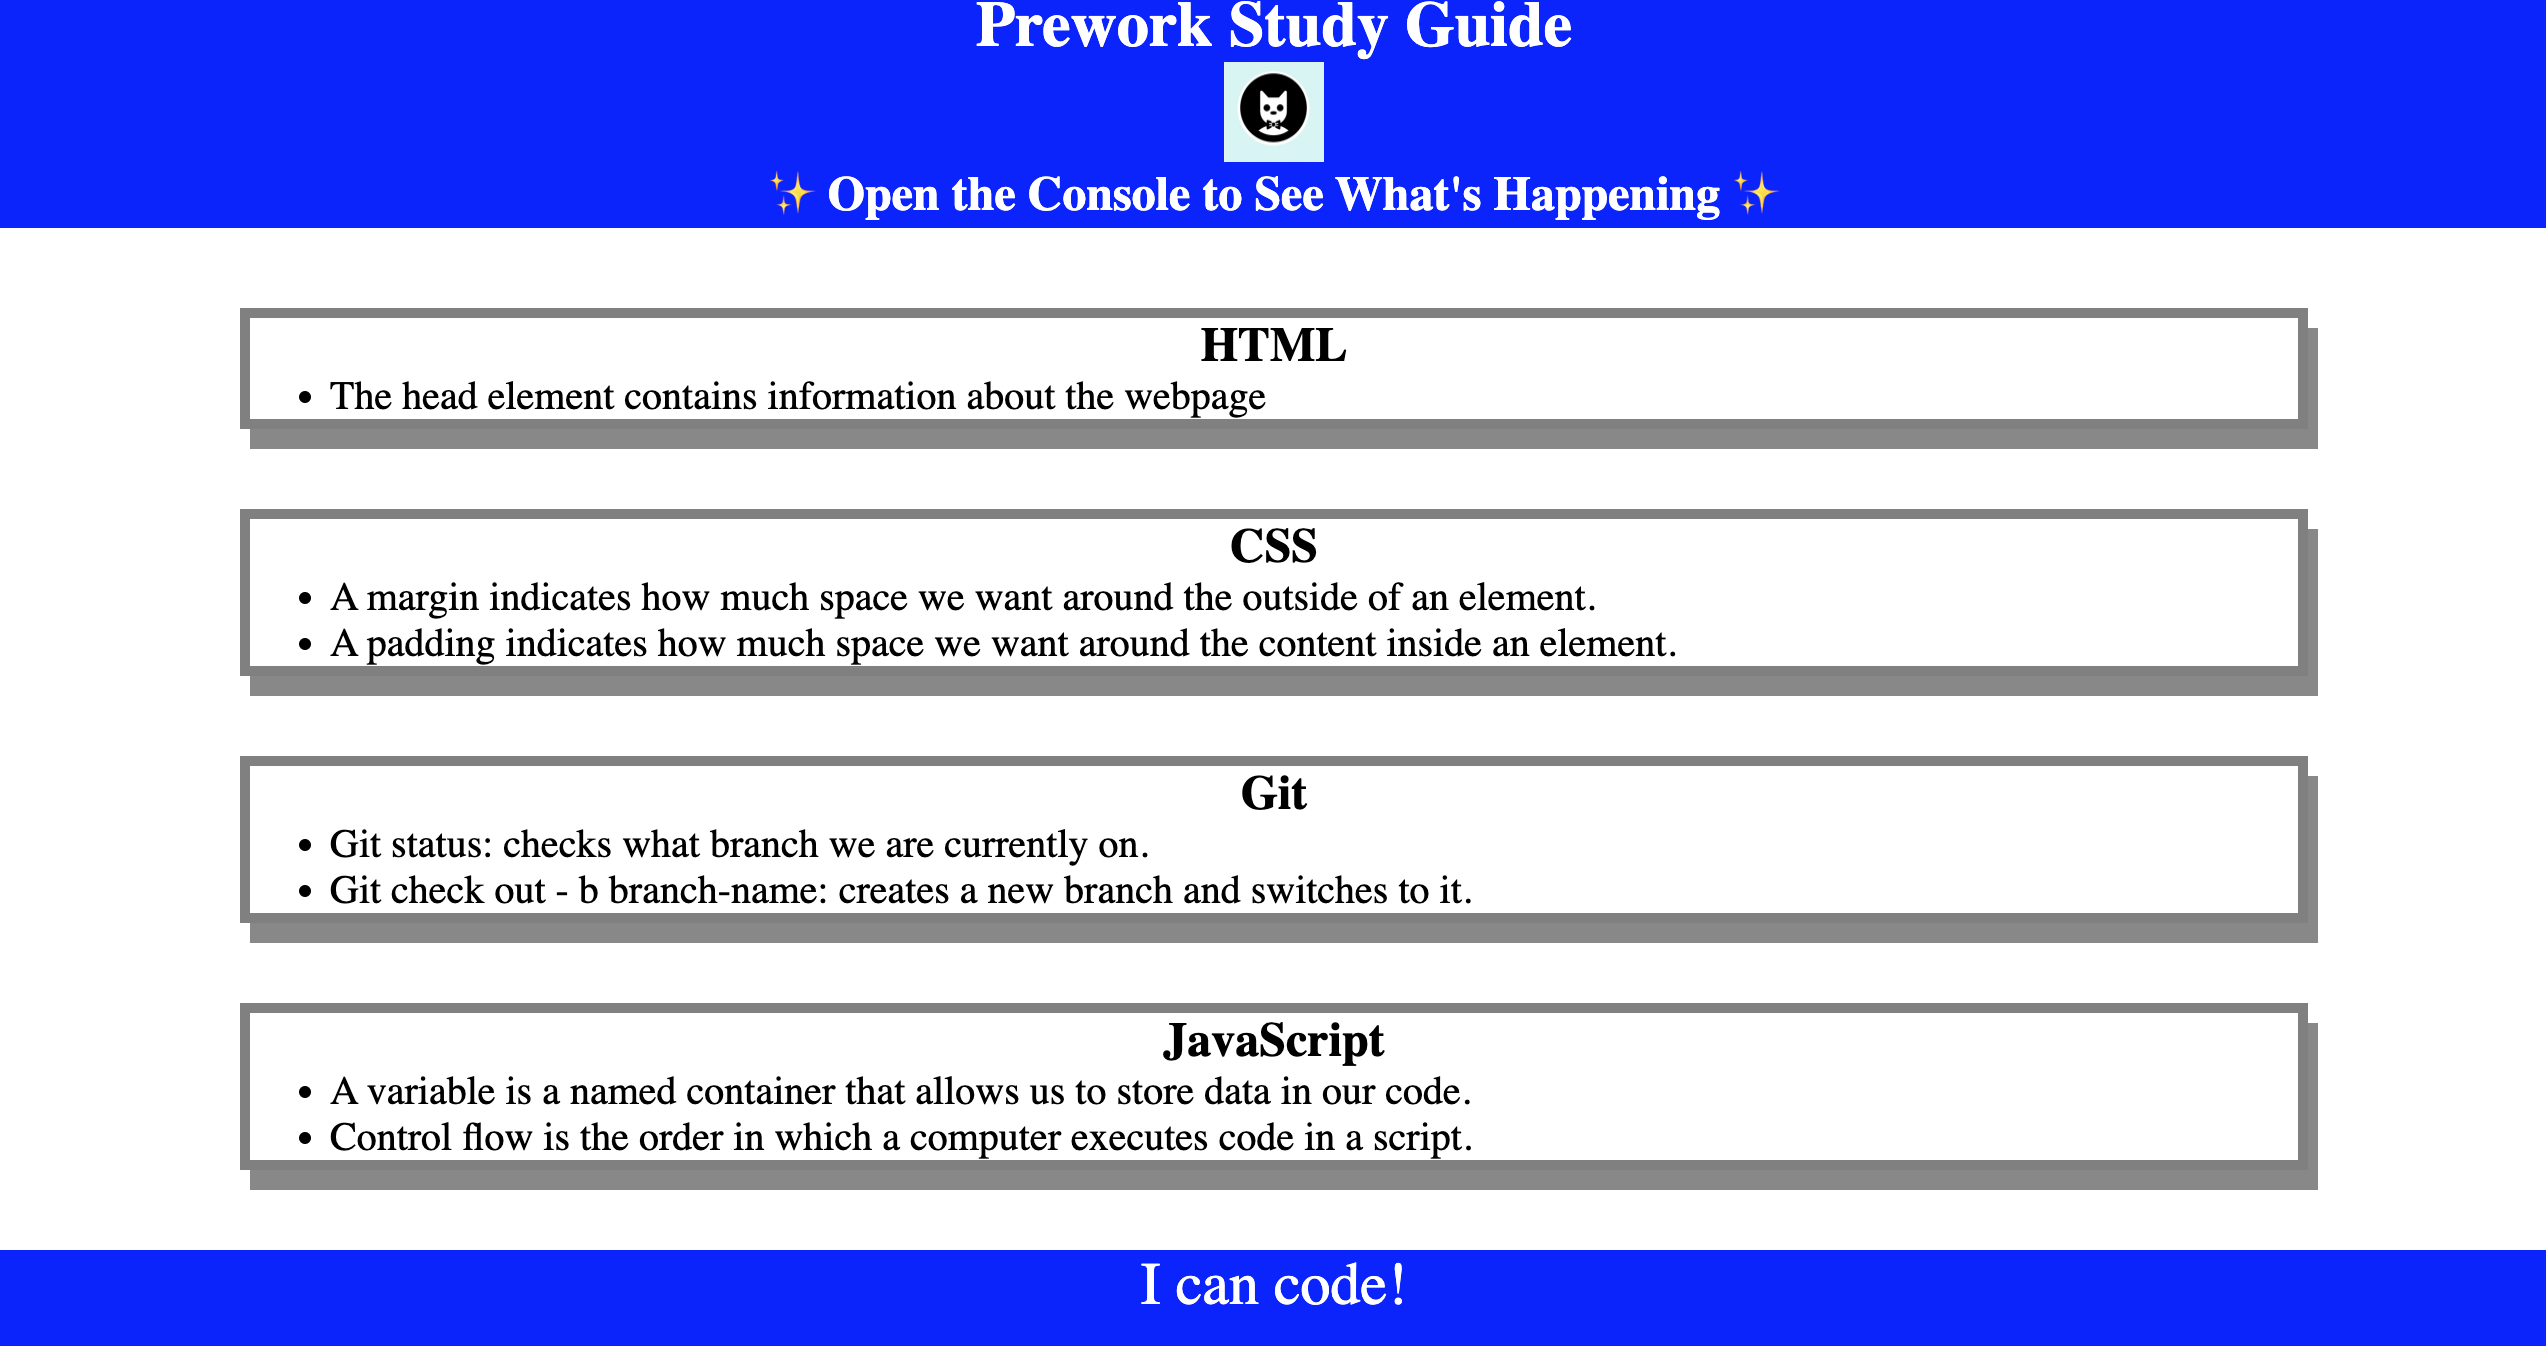 Prework Study Guide
✨ Open the Console to See What's Happening ✨
HTML
• The head element contains information about the webpage
CSS
• A margin indicates how much space we want around the outside of an element.
• A padding indicates how much space we want around the content inside an element.
Git
• Git status: checks what branch we are currently on.
• Git check out - b branch-name: creates a new branch and switches to it.
JavaScript
• A variable is a named container that allows us to store data in our code.
• Control flow is the order in which a computer executes code in a script.
I can code!